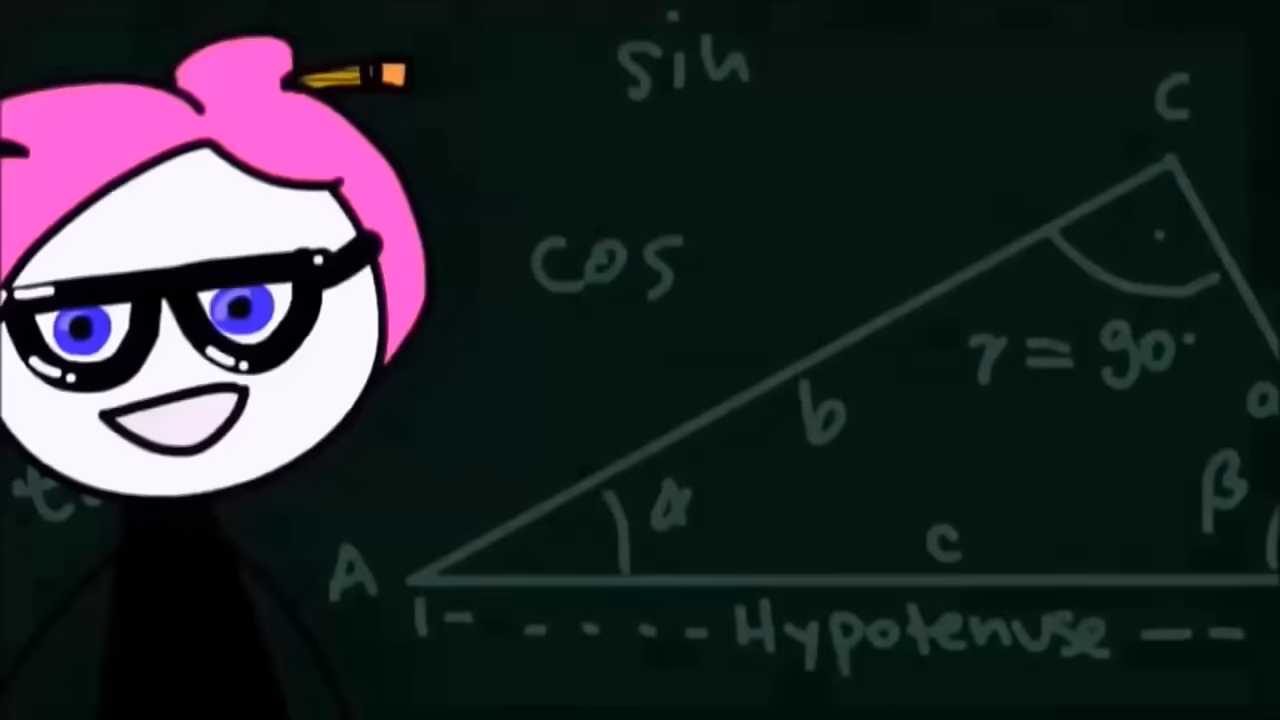 sin
C
cos
γ = 90°
b
a
α
β
c
A
Hypotenuse